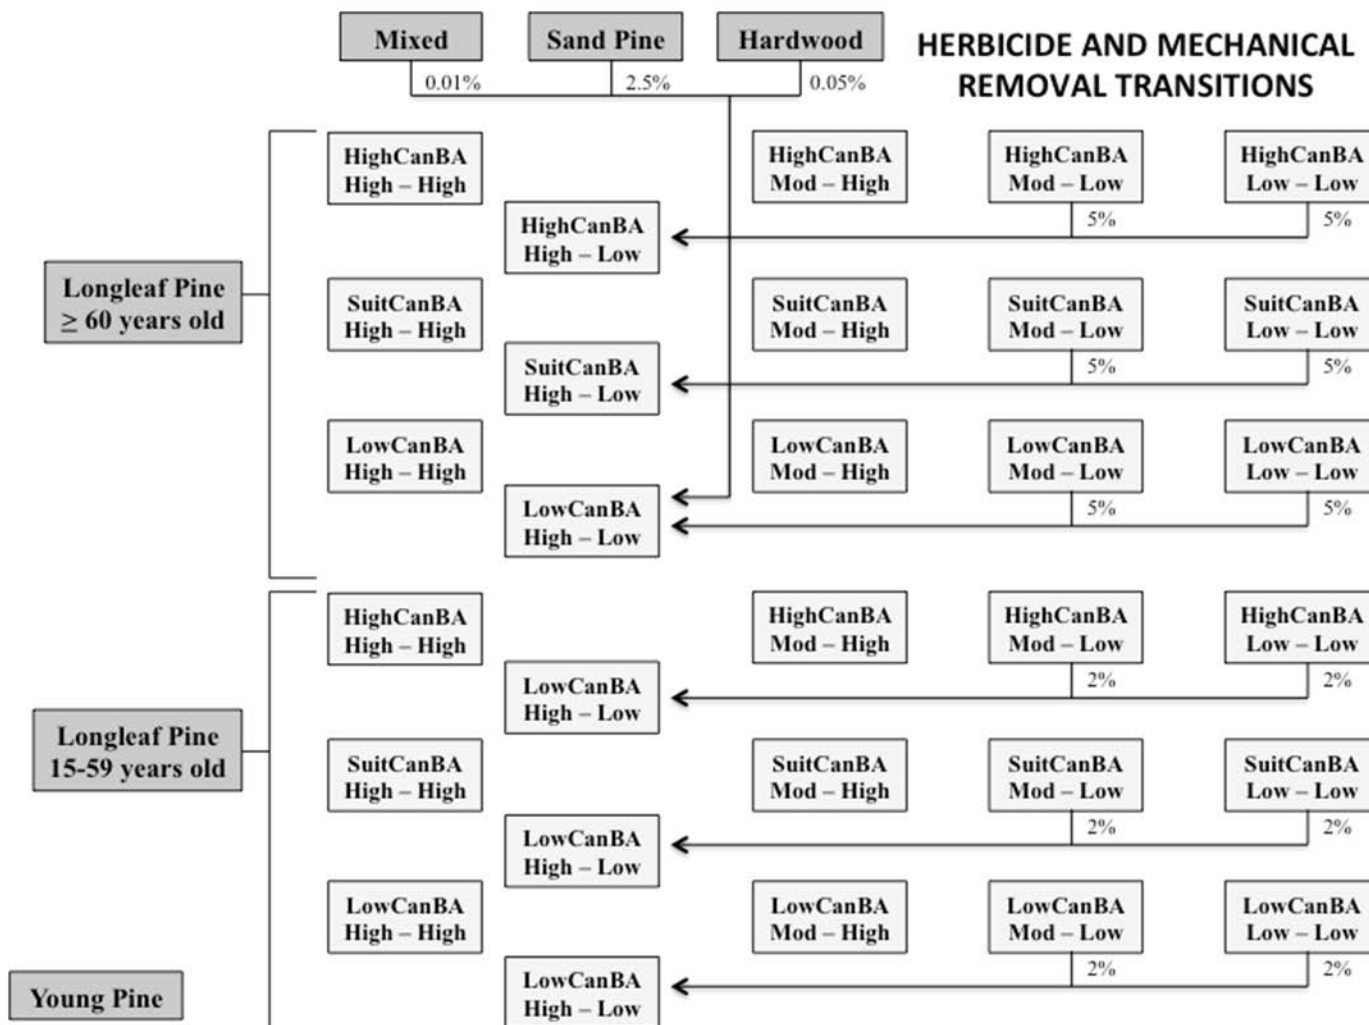 Mixed
Sand Pine
Hardwood
HERBICIDE AND MECHANICAL
REMOVAL TRANSITIONS
0.01%
2.5%
0.05%
HighCanBA
High – High
HighCanBA
Mod – High
HighCanBA
Mod – Low
HighCanBA
Low – Low
5%
5%
HighCanBA
High – Low
Longleaf Pine
≥ 60 years old
SuitCanBA
High – High
SuitCanBA
Mod – High
SuitCanBA
Mod – Low
SuitCanBA
Low – Low
5%
5%
SuitCanBA
High – Low
LowCanBA
High – High
LowCanBA
Mod – High
LowCanBA
Mod – Low
LowCanBA
Low – Low
5%
5%
LowCanBA
High – Low
HighCanBA
High – High
HighCanBA
Mod – High
HighCanBA
Mod – Low
HighCanBA
Low – Low
2%
2%
LowCanBA
High – Low
Longleaf Pine
15-59 years old
SuitCanBA
High – High
SuitCanBA
Mod – High
SuitCanBA
Mod – Low
SuitCanBA
Low – Low
2%
2%
LowCanBA
High – Low
LowCanBA
High – High
LowCanBA
Mod – High
LowCanBA
Mod – Low
LowCanBA
Low – Low
2%
2%
LowCanBA
High – Low
Young Pine